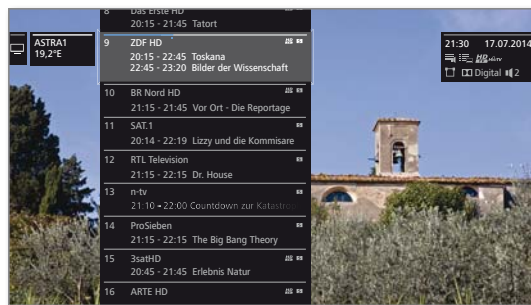 8 Das Erste HD
20:15 - 21:45 Tatort
ASTRA1
19,2°E
9 ZDF HD
20:15 - 22:45 Toskana
22:45 - 23:20 Bilder der Wissenschaft
10 BR Nord HD
21:15 - 21:45 Vor Ort - Die Reportage
11 SAT.1
20:14 - 22:19 Lizzy und die Kommisare
12 RTL Television
21:15 - 22:15 Dr. House
13 n-tv
21:10 - 22:00 Countdown zur Katastrop
14 ProSieben
21:15 - 22:15 The Big Bang Theory
15 3satHD
20:45 - 21:45 Erlebnis Natur
16 ARTE HD
21:30 17.07.2014
Digital 2